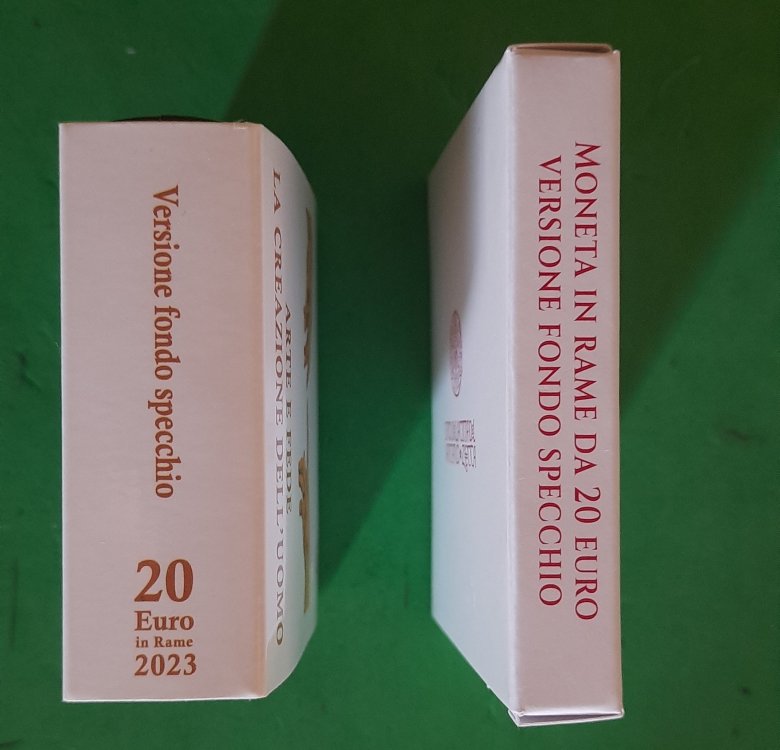 Versione fondo specchio
20
Euro
in Rame
2023
ARTE E FEDE
LA CREAZIONE DELL'UOMO
MONETA IN RAME DA 20 EURO
VERSIONE FONDO SPECCHIO